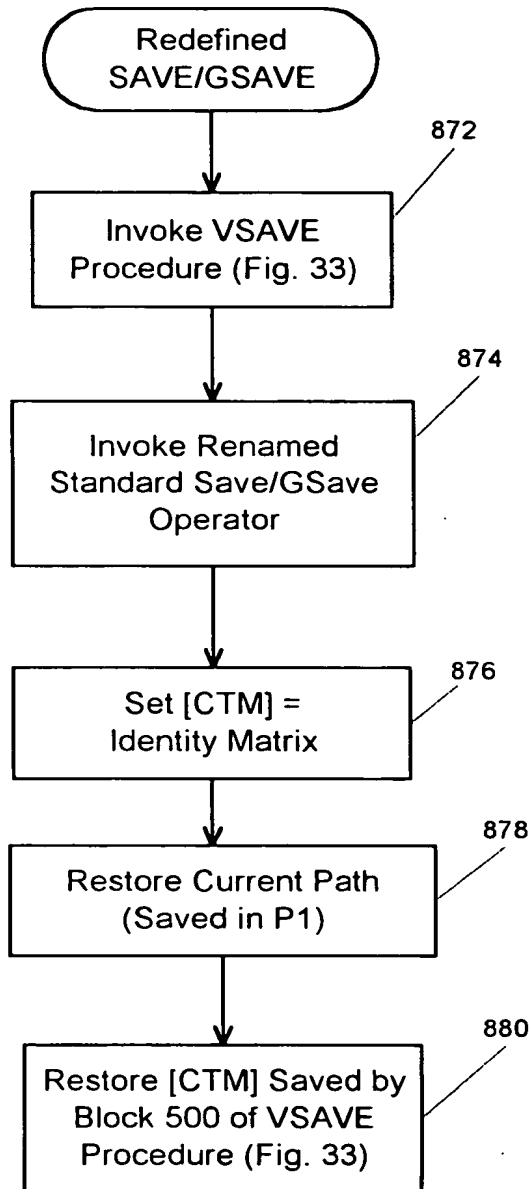 Redefined
SAVE/GSAVE
872
Invoke VSAVE
Procedure (Fig. 33)
874
Invoke Renamed
Standard Save/GSave
Operator
876
Set [CTM] =
Identity Matrix
878
Restore Current Path
(Saved in P1)
880
Restore [CTM] Saved by
Block 500 of VSAVE
Procedure (Fig. 33)